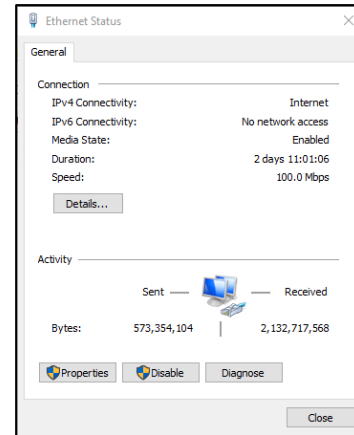 Ethernet Status
General
Connection
IPv4 Connectivity: Internet
IPv6 Connectivity: No network access
Media State: Enabled
Duration: 2 days 11:01:06
Speed: 100.0 Mbps
Details...
Activity
Sent Received
Bytes: 573,354,104 2,132,717,568
Properties Disable Diagnose
Close